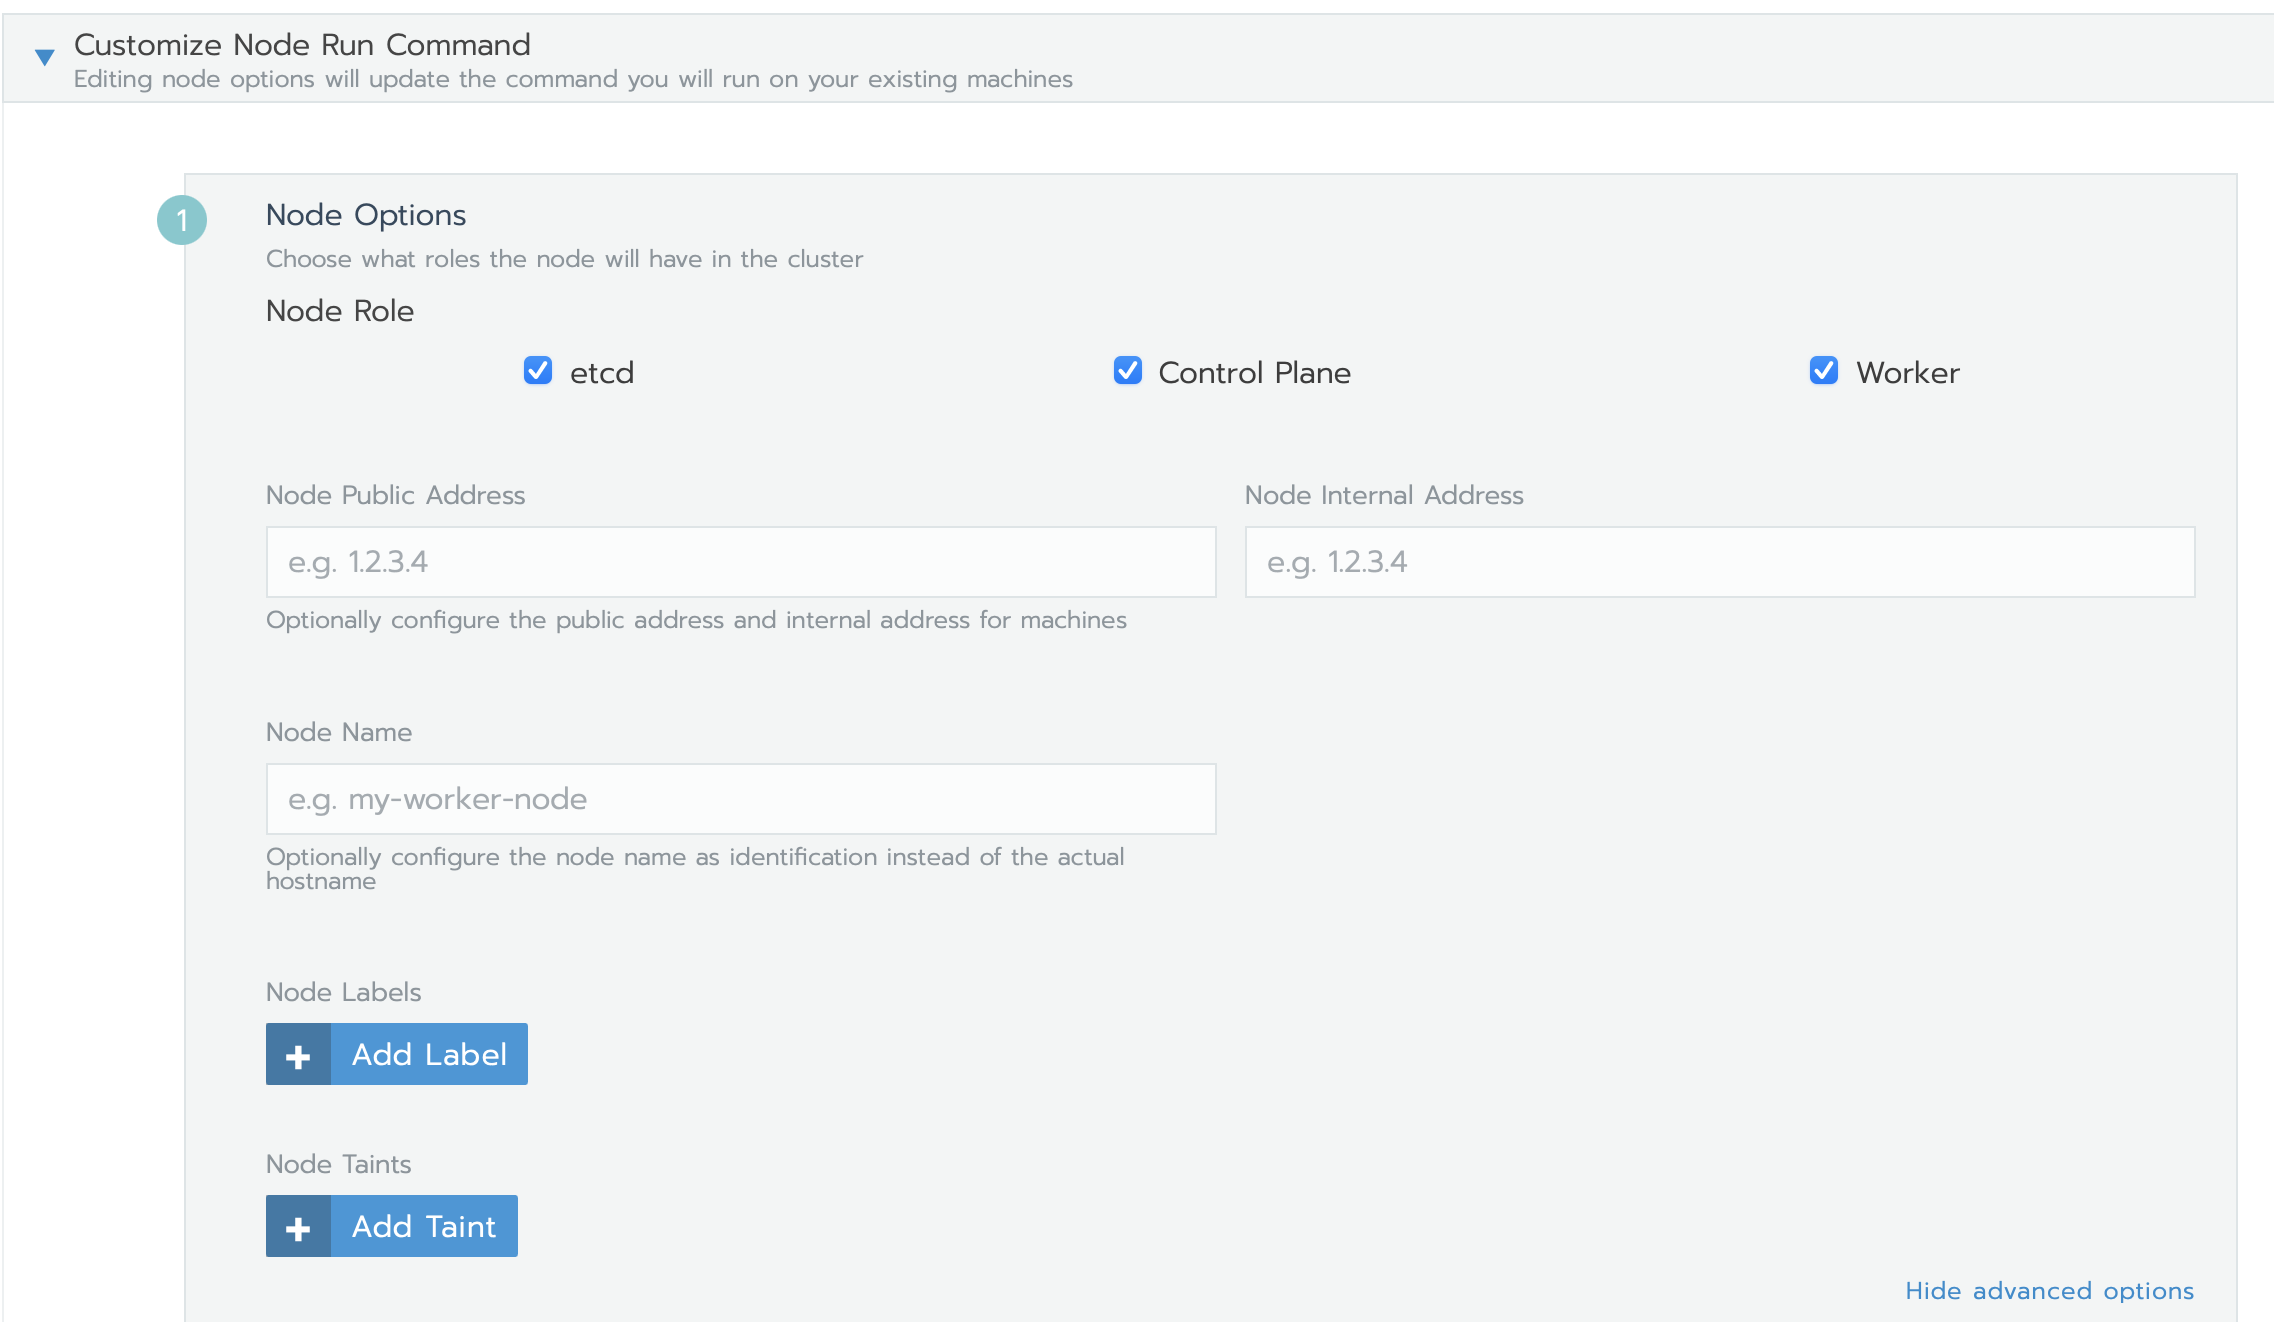 Customize Node Run Command
Editing node options will update the command you will run on your existing machines
1
Node Options
Choose what roles the node will have in the cluster
Node Role
etcd
Control Plane
Worker
Node Public Address
Node Internal Address
e.g. 1.2.3.4
e.g. 1.2.3.4
Optionally configure the public address and internal address for machines
Node Name
e.g. my-worker-node
Optionally configure the node name as identification instead of the actual
hostname
Node Labels
+ Add Label
Node Taints
+ Add Taint
Hide advanced options